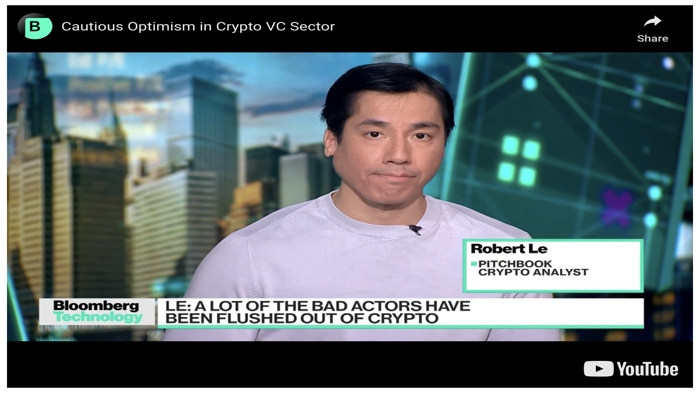 B
Cautious Optimism in Crypto VC Sector
Share
Robert Le
PITCHBOOK
CRYPTO ANALYST
Bloomberg
Technology
LE: A LOT OF THE BAD ACTORS HAVE
BEEN FLUSHED OUT OF CRYPTO
YouTube